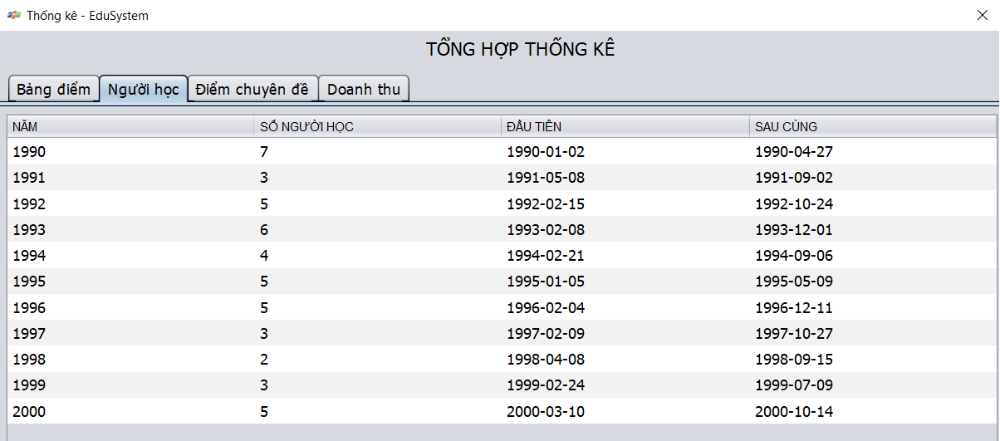 Thống kê - EduSystem
TỔNG HỢP THỐNG KÊ
Bảng điểm Người học Điểm chuyên đề Doanh thu
NĂM SỐ NGƯỜI HỌC ĐẦU TIÊN SAU CÙNG
1990 7 1990-01-02 1990-04-27
1991 3 1991-05-08 1991-09-02
1992 5 1992-02-15 1992-10-24
1993 6 1993-02-08 1993-12-01
1994 4 1994-02-21 1994-09-06
1995 5 1995-01-05 1995-05-09
1996 5 1996-02-04 1996-12-11
1997 3 1997-02-09 1997-10-27
1998 2 1998-04-08 1998-09-15
1999 3 1999-02-24 1999-07-09
2000 5 2000-03-10 2000-10-14